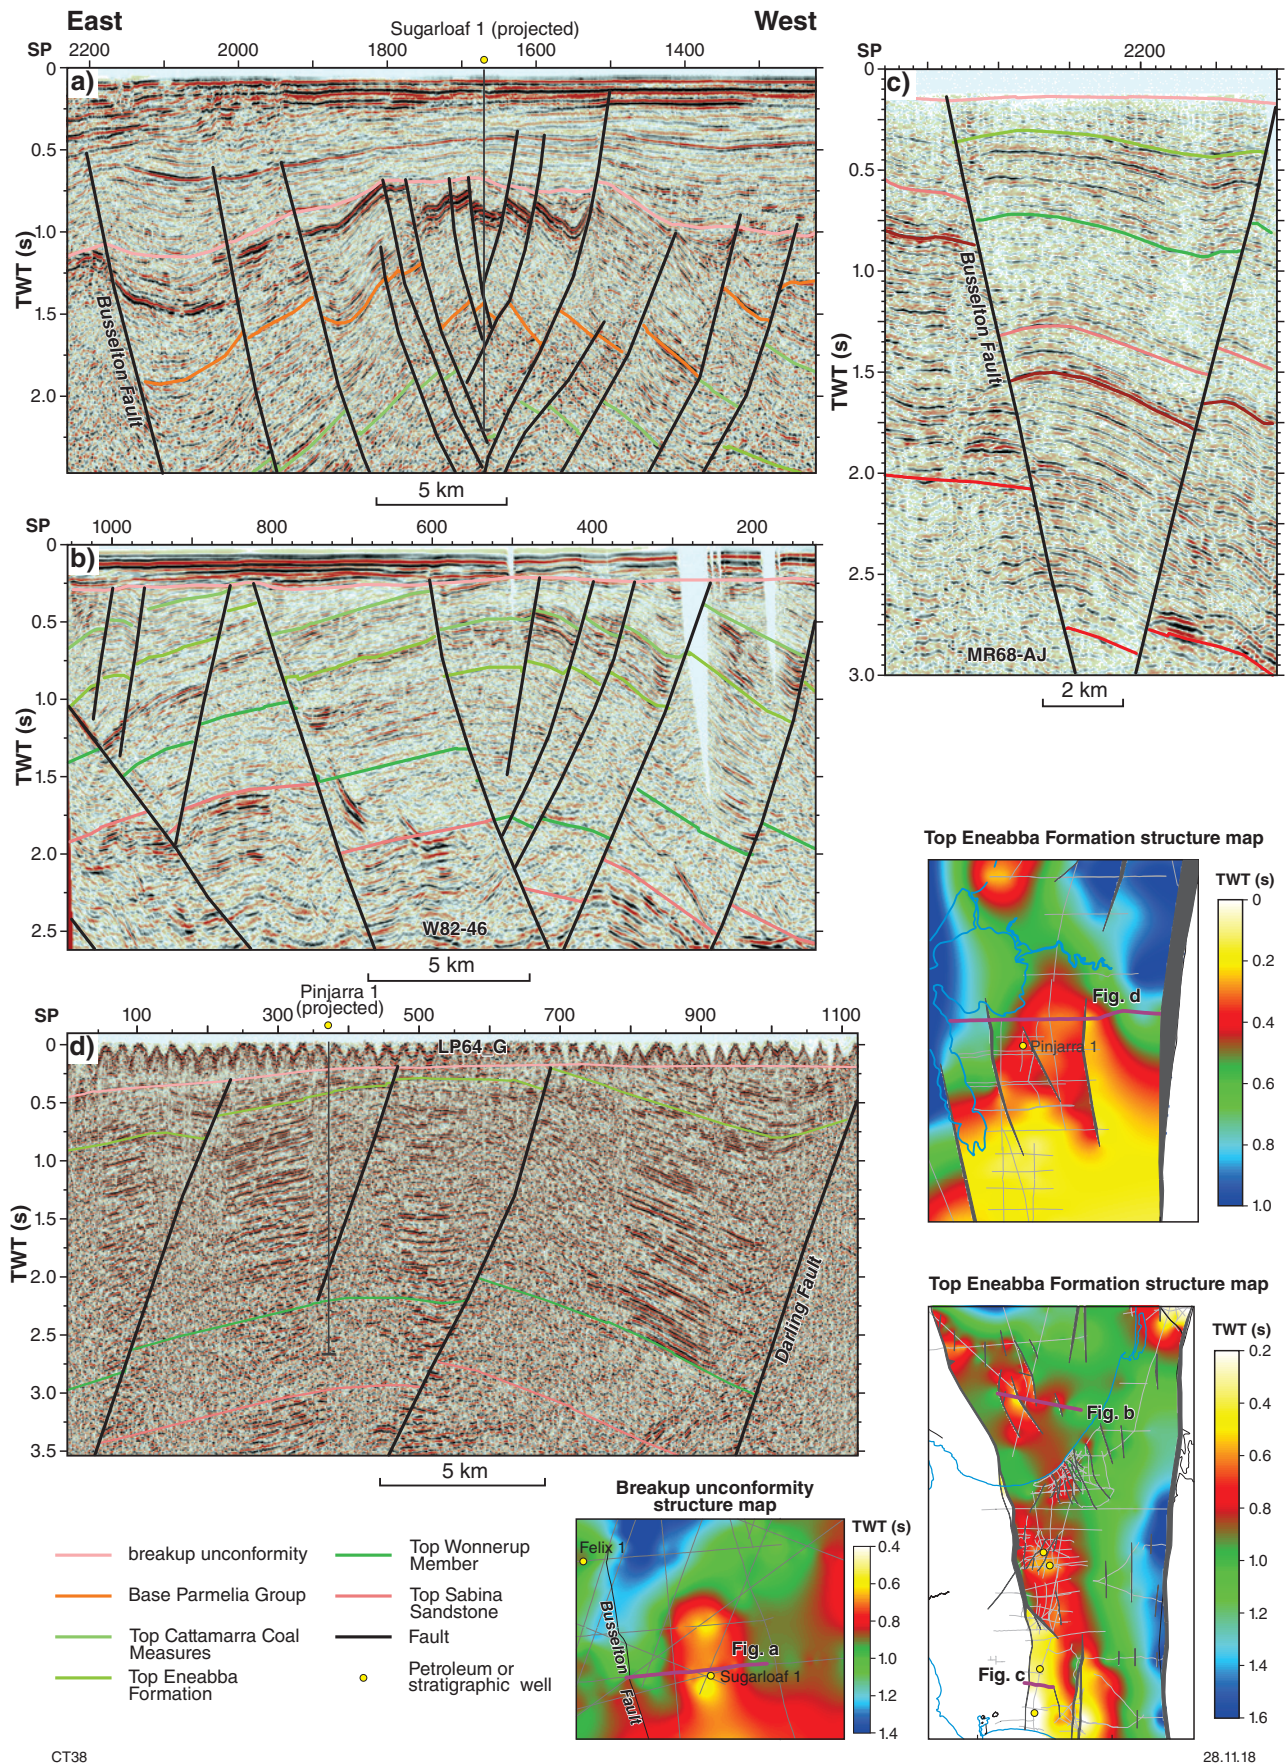 East
Sugarloaf 1 (projected)
West
SP
2200
2000
1800
1600
1400
SP
2200
a)
0
0.5
1.0
1.5
2.0
TWT (s)
Busselton Fault
5 km
c)
0
0.5
1.0
1.5
2.0
2.5
3.0
TWT (s)
Busselton Fault
MR68-AJ
2 km
SP
1000
800
600
400
200
b)
0
0.5
1.0
1.5
2.0
2.5
TWT (s)
W82-46
5 km
Pinjarra 1
(projected)
SP
100
300
500
700
900
1100
d)
LP64_G
0
0.5
1.0
1.5
2.0
2.5
3.0
3.5
TWT (s)
Darling Fault
5 km
Top Eneabba Formation structure map
TWT (s)
0
0.2
0.4
0.6
0.8
1.0
Fig. d
Pinjarra 1
Top Eneabba Formation structure map
TWT (s)
0.2
0.4
0.6
0.8
1.0
1.2
1.4
1.6
Fig. b
Fig. c
Breakup unconformity
structure map
TWT (s)
0.4
0.6
0.8
1.0
1.2
1.4
Felix 1
Busselton
Fault
Fig. a
Sugarloaf 1
breakup unconformity
Base Parmelia Group
Top Cattamarra Coal
Measures
Top Eneabba
Formation
Top Wonnerup
Member
Top Sabina
Sandstone
Fault
Petroleum or
stratigraphic well
CT38
28.11.18